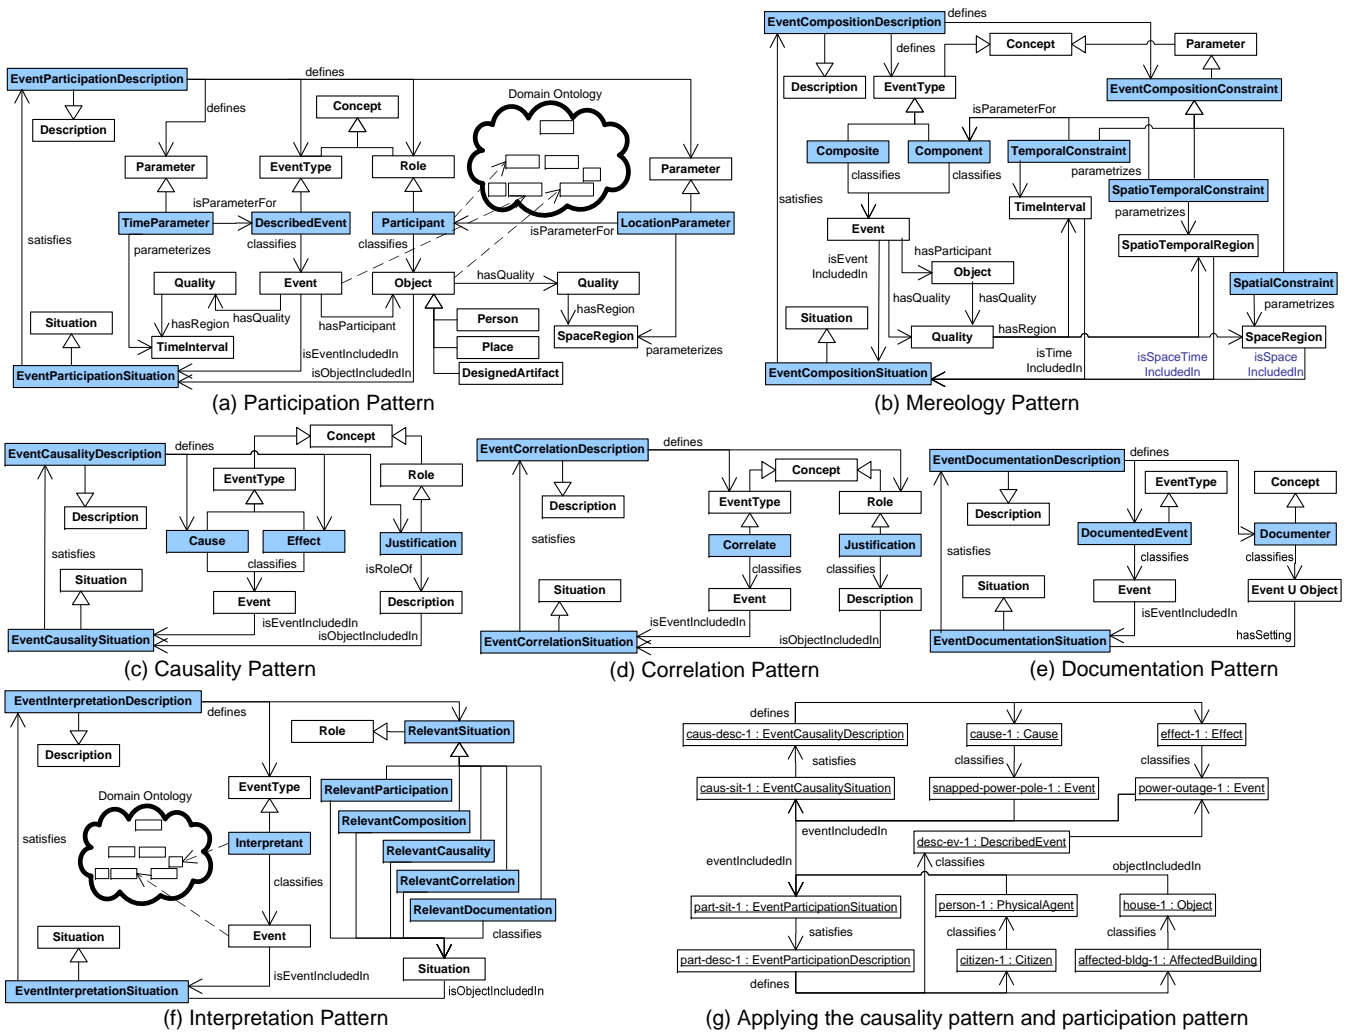 EventParticipationDescription
defines
Description
defines
Concept
Domain Ontology
Parameter
EventType
Role
Parameter
isParameterFor
TimeParameter
DescribedEvent
Participant
LocationParameter
satisfies
parameterizes
classifies
classifies
isParameterFor
Quality
Event
Object
hasQuality
Quality
Situation
hasRegion
hasQuality
hasParticipant
hasRegion
Person
TimeInterval
Place
SpaceRegion
isEventIncludedIn
parameterizes
EventParticipationSituation
isObjectIncludedIn
DesignedArtifact
(a) Participation Pattern
EventCompositionDescription
defines
defines
Concept
Parameter
Description
EventType
EventCompositionConstraint
isParameterFor
Composite
Component
TemporalConstraint
classifies
classifies
parametrizes
SpatioTemporalConstraint
satisfies
TimeInterval
parametrizes
Event
isEvent
IncludedIn
hasParticipant
SpatioTemporalRegion
Object
hasQuality
hasQuality
SpatialConstraint
parametrizes
Situation
Quality
hasRegion
SpaceRegion
isTime
IncludedIn
isSpaceTime
IncludedIn
isSpace
IncludedIn
EventCompositionSituation
(b) Mereology Pattern
EventCausalityDescription
defines
Concept
EventType
Role
Description
Cause
Effect
Justification
satisfies
classifies
isRoleOf
Situation
Event
Description
isEventIncludedIn
EventCausalitySituation
isObjectIncludedIn
(c) Causality Pattern
EventCorrelationDescription
defines
Concept
Description
EventType
Role
satisfies
Correlate
Justification
classifies
classifies
Situation
Event
Description
isEventIncludedIn
EventCorrelationSituation
isObjectIncludedIn
(d) Correlation Pattern
EventDocumentationDescription
defines
EventType
Concept
Description
DocumentedEvent
Documenter
satisfies
classifies
classifies
Situation
Event
Event U Object
isEventIncludedIn
EventDocumentationSituation
hasSetting
(e) Documentation Pattern
EventInterpretationDescription
defines
Role
RelevantSituation
Description
EventType
RelevantParticipation
Domain Ontology
RelevantComposition
satisfies
Interpretant
RelevantCausality
classifies
RelevantCorrelation
RelevantDocumentation
Event
classifies
Situation
Situation
isEventIncludedIn
EventInterpretationSituation
isObjectIncludedIn
(f) Interpretation Pattern
defines
caus-desc-1 : EventCausalityDescription
cause-1 : Cause
effect-1 : Effect
satisfies
classifies
classifies
caus-sit-1 : EventCausalitySituation
snapped-power-pole-1 : Event
power-outage-1 : Event
eventIncludedIn
desc-ev-1 : DescribedEvent
eventIncludedIn
classifies
objectIncludedIn
part-sit-1 : EventParticipationSituation
person-1 : PhysicalAgent
house-1 : Object
satisfies
classifies
classifies
part-desc-1 : EventParticipationDescription
citizen-1 : Citizen
affected-bldg-1 : AffectedBuilding
defines
(g) Applying the causality pattern and participation pattern